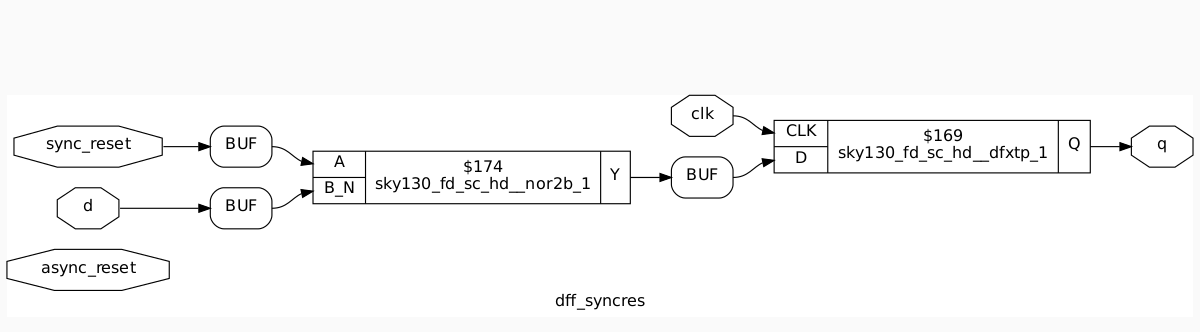 clk
sync_reset
BUF
A
B_N
$174
sky130_fd_sc_hd__nor2b_1
Y
BUF
CLK
D
$169
sky130_fd_sc_hd__dfxtp_1
Q
q
d
BUF
async_reset
dff_syncres